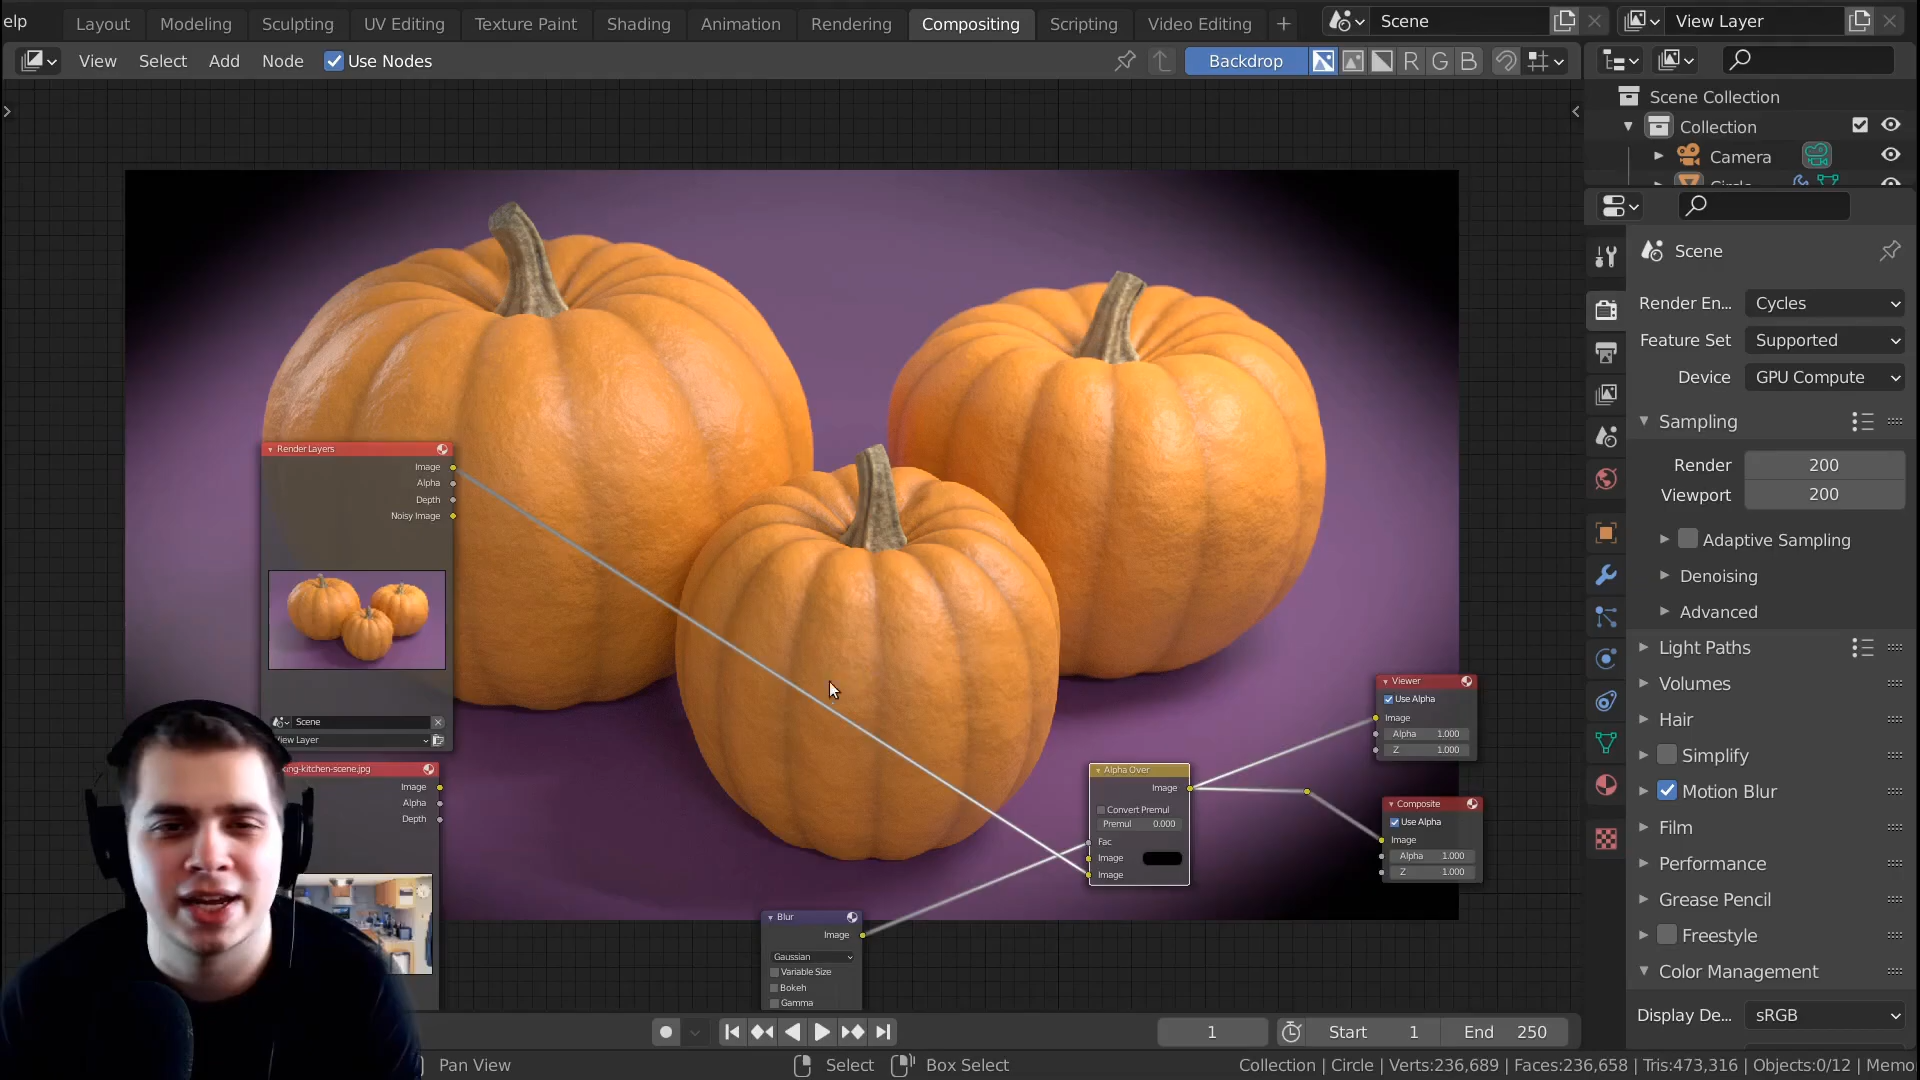 elp
Layout
Modeling
Sculpting
UV Editing
Texture Paint
Shading
Animation
Rendering
Compositing
Scripting
Video Editing
+
Scene
View Layer
View
Select
Add
Node
Use Nodes
Backdrop
R G B
Scene Collection
Collection
Camera
Scene
Render En... Cycles
Feature Set Supported
Device GPU Compute
Sampling
Render 200
Viewport 200
Adaptive Sampling
Denoising
Advanced
Light Paths
Volumes
Hair
Simplify
Motion Blur
Film
Performance
Grease Pencil
Freestyle
Color Management
Display De... sRGB
Render Layers
Image
Alpha
Depth
Noisy Image
Scene
iew Layer
ing-kitchen-scene.jpg
Image
Alpha
Depth
Blur
Image
Gaussian
Variable Size
Bokeh
Gamma
Alpha Over
Image
Convert Premul
Premul 0.000
Fac
Image
Image
Viewer
Use Alpha
Image
Alpha 1.000
Z 1.000
Composite
Use Alpha
Image
Alpha 1.000
Z 1.000
1
Start 1
End 250
Pan View
Select
Box Select
Collection | Circle | Verts:236,689 | Faces:236,658 | Tris:473,316 | Objects:0/12 | Memo